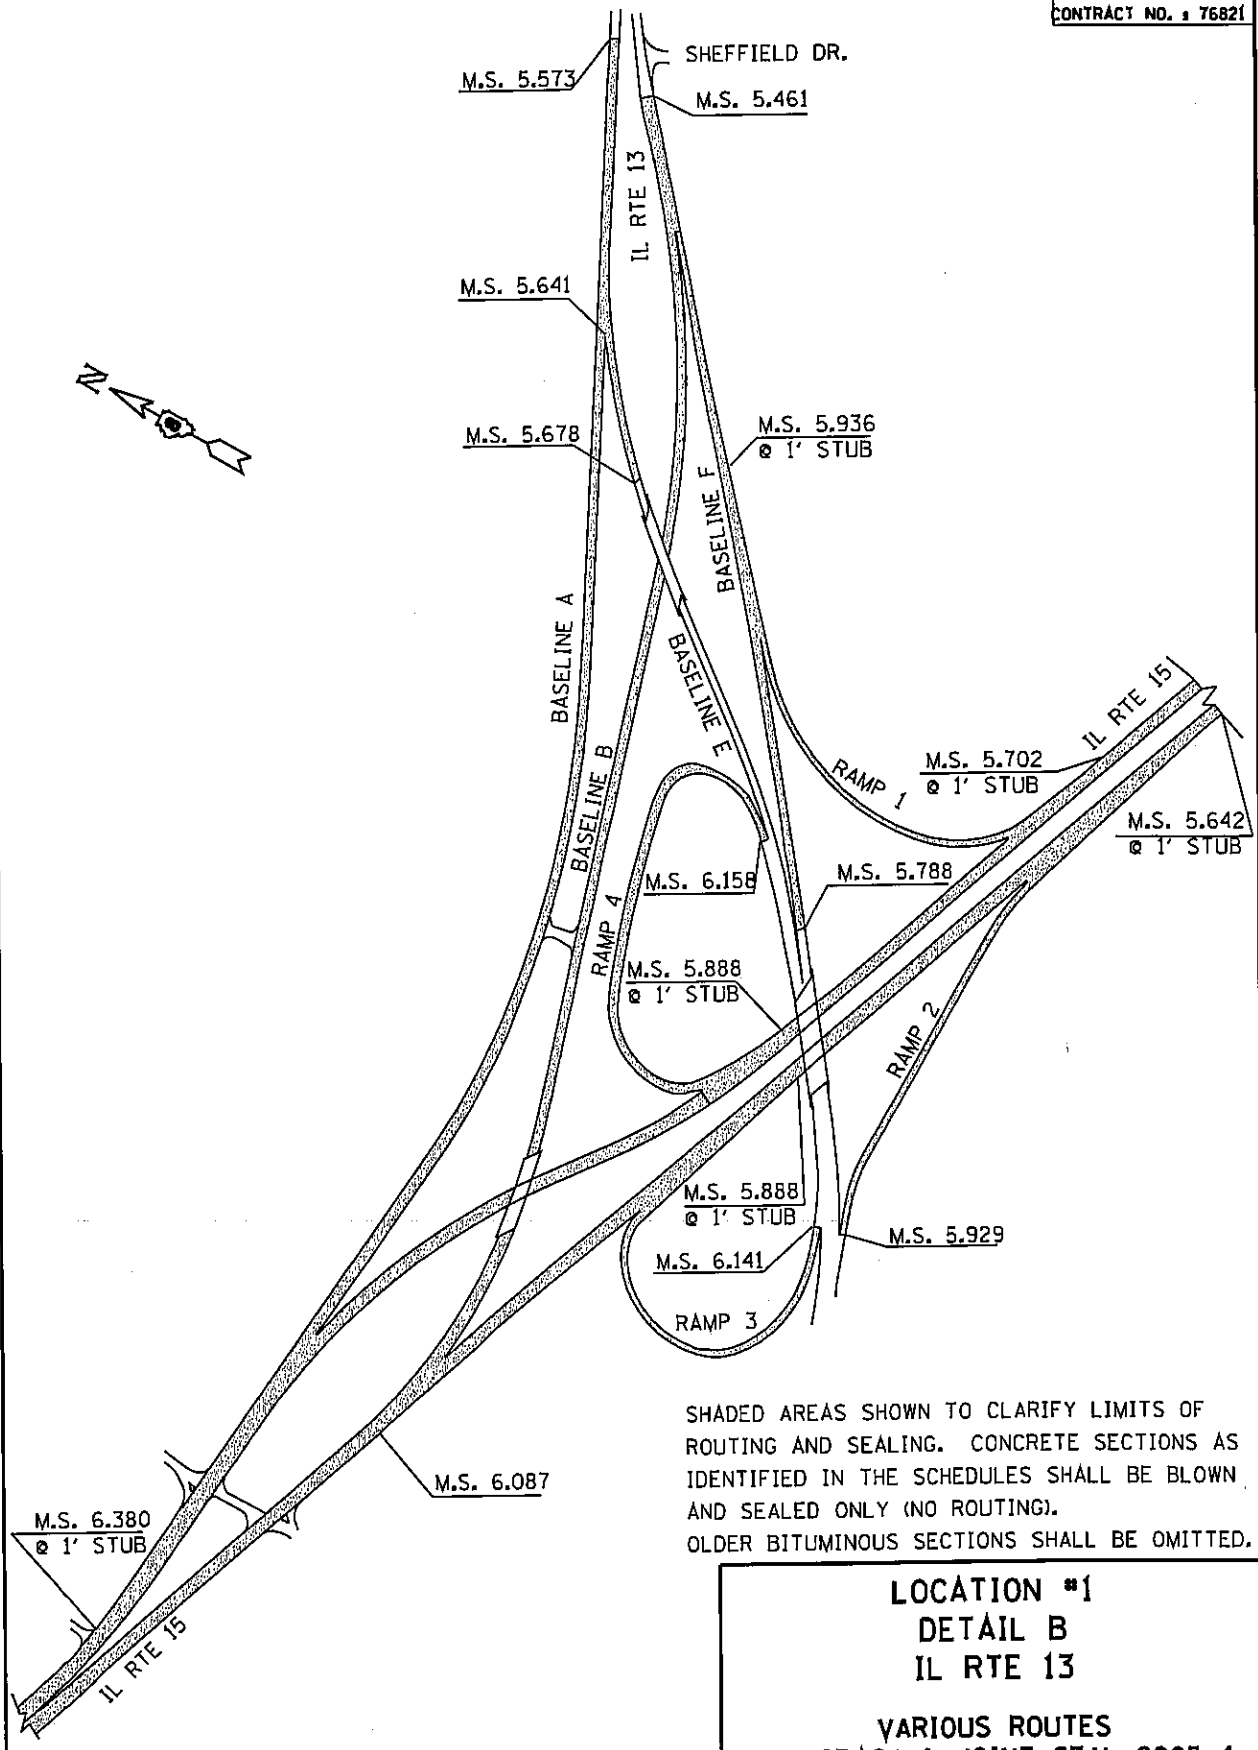 CONTRACT NO. : 76821
SHEFFIELD DR.
M.S. 5.573
M.S. 5.461
IL RTE 13
M.S. 5.641
N
M.S. 5.678
M.S. 5.936
@ 1' STUB
BASELINE F
BASELINE A
BASELINE E
BASELINE B
IL RTE 15
RAMP 1
M.S. 5.702
@ 1' STUB
M.S. 5.642
@ 1' STUB
M.S. 6.158
M.S. 5.788
RAMP 4
M.S. 5.888
@ 1' STUB
RAMP 2
M.S. 5.888
@ 1' STUB
M.S. 5.929
M.S. 6.141
RAMP 3
SHADED AREAS SHOWN TO CLARIFY LIMITS OF
ROUTING AND SEALING. CONCRETE SECTIONS AS
IDENTIFIED IN THE SCHEDULES SHALL BE BLOWN
AND SEALED ONLY (NO ROUTING).
OLDER BITUMINOUS SECTIONS SHALL BE OMITTED.
M.S. 6.087
M.S. 6.380
@ 1' STUB
IL RTE 15
LOCATION #1
DETAIL B
IL RTE 13
VARIOUS ROUTES